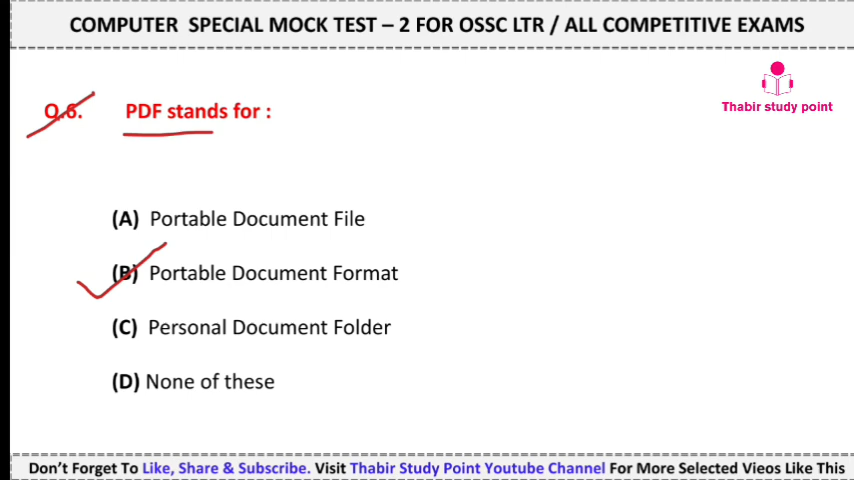 COMPUTER SPECIAL MOCK TEST – 2 FOR OSSC LTR / ALL COMPETITIVE EXAMS
Thabir study point
Q.6. PDF stands for :
(A) Portable Document File
(B) Portable Document Format
(C) Personal Document Folder
(D) None of these
Don't Forget To Like, Share & Subscribe. Visit Thabir Study Point Youtube Channel For More Selected Vieos Like This